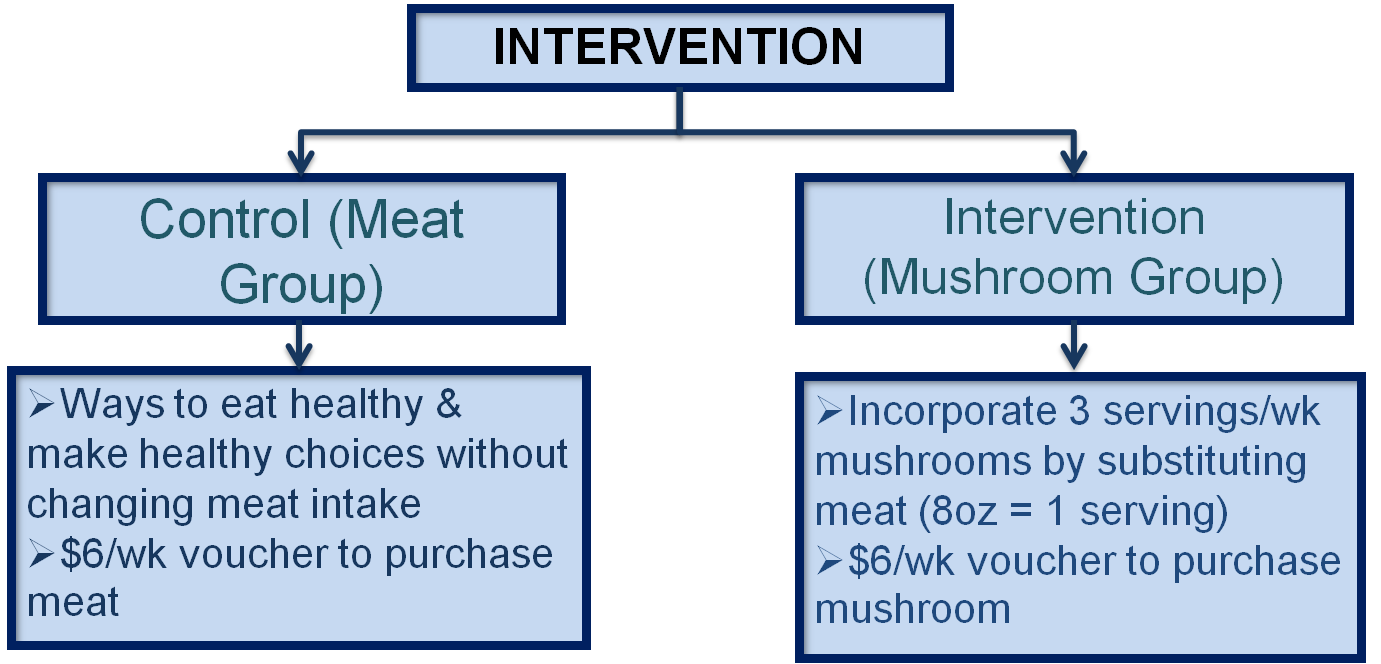 INTERVENTION
Control (Meat
Group)
Intervention
(Mushroom Group)
➢Ways to eat healthy &
make healthy choices without
changing meat intake
➢$6/wk voucher to purchase
meat
➢Incorporate 3 servings/wk
mushrooms by substituting
meat (8oz = 1 serving)
➢$6/wk voucher to purchase
mushroom